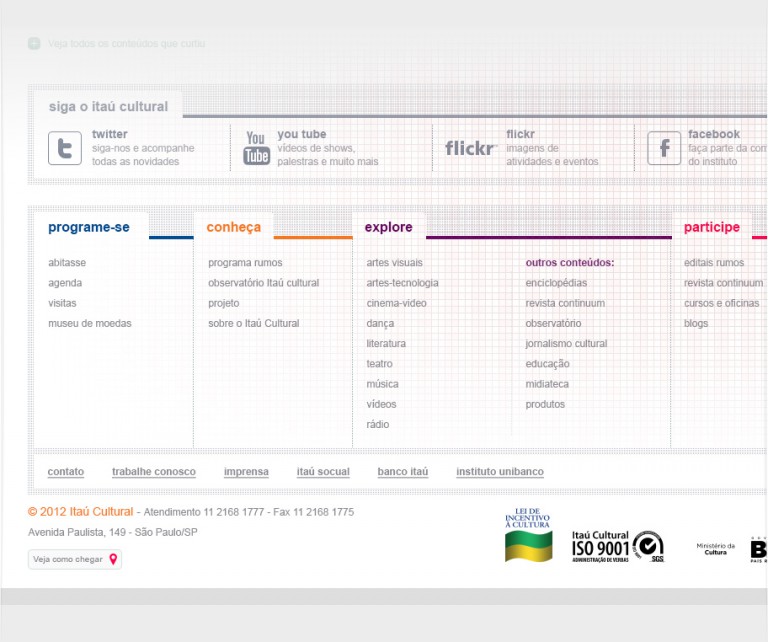 Veja todos os conteúdos que curtiu
siga o itaú cultural
twitter
siga-nos e acompanhe
todas as novidades
You
Tube
you tube
vídeos de shows,
palestras e muito mais
flickr
flickr
imagens de
atividades e eventos
facebook
faça parte da com
do instituto
programe-se
abitasse
agenda
visitas
museu de moedas
conheça
programa rumos
observatório Itaú cultural
projeto
sobre o Itaú Cultural
explore
artes visuais
artes-tecnologia
cinema-video
dança
literatura
teatro
música
vídeos
rádio
outros conteúdos:
enciclopédias
revista continuum
observatório
jornalismo cultural
educação
midiateca
produtos
participe
editais rumos
revista continuum
cursos e oficinas
blogs
contato trabalhe conosco imprensa itaú socual banco itaú instituto unibanco
© 2012 Itaú Cultural - Atendimento 11 2168 1777 - Fax 11 2168 1775
Avenida Paulista, 149 - São Paulo/SP
Veja como chegar
LEI DE
INCENTIVO
À CULTURA
Itaú Cultural
ISO 9001
ADMINISTRAÇÃO DE VERBAS
SGS
Ministério da
Cultura
B
PAÍS R